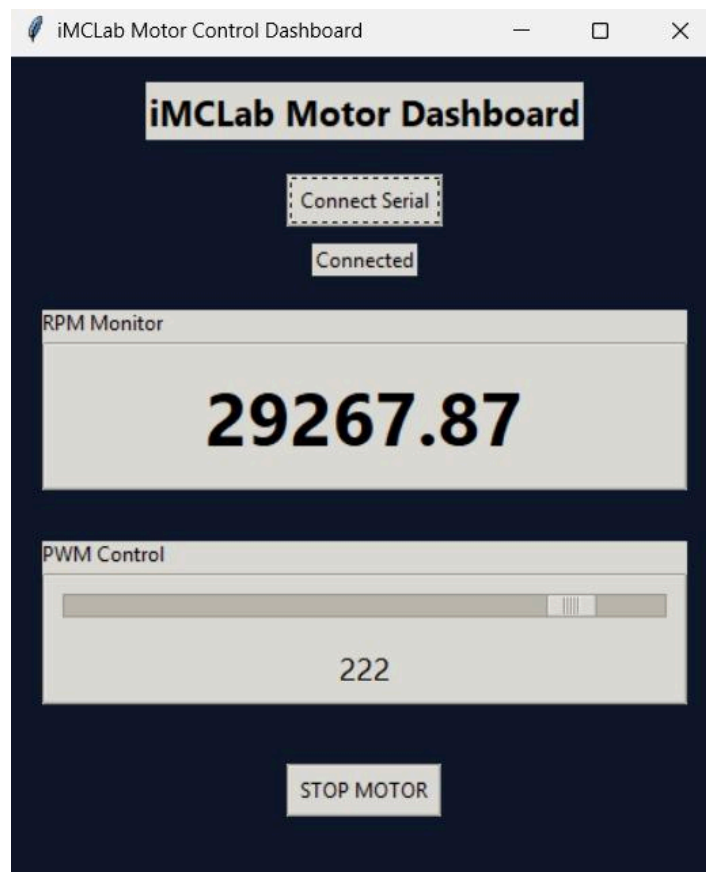 iMCLab Motor Control Dashboard
iMCLab Motor Dashboard
Connect Serial
Connected
RPM Monitor
29267.87
PWM Control
222
STOP MOTOR